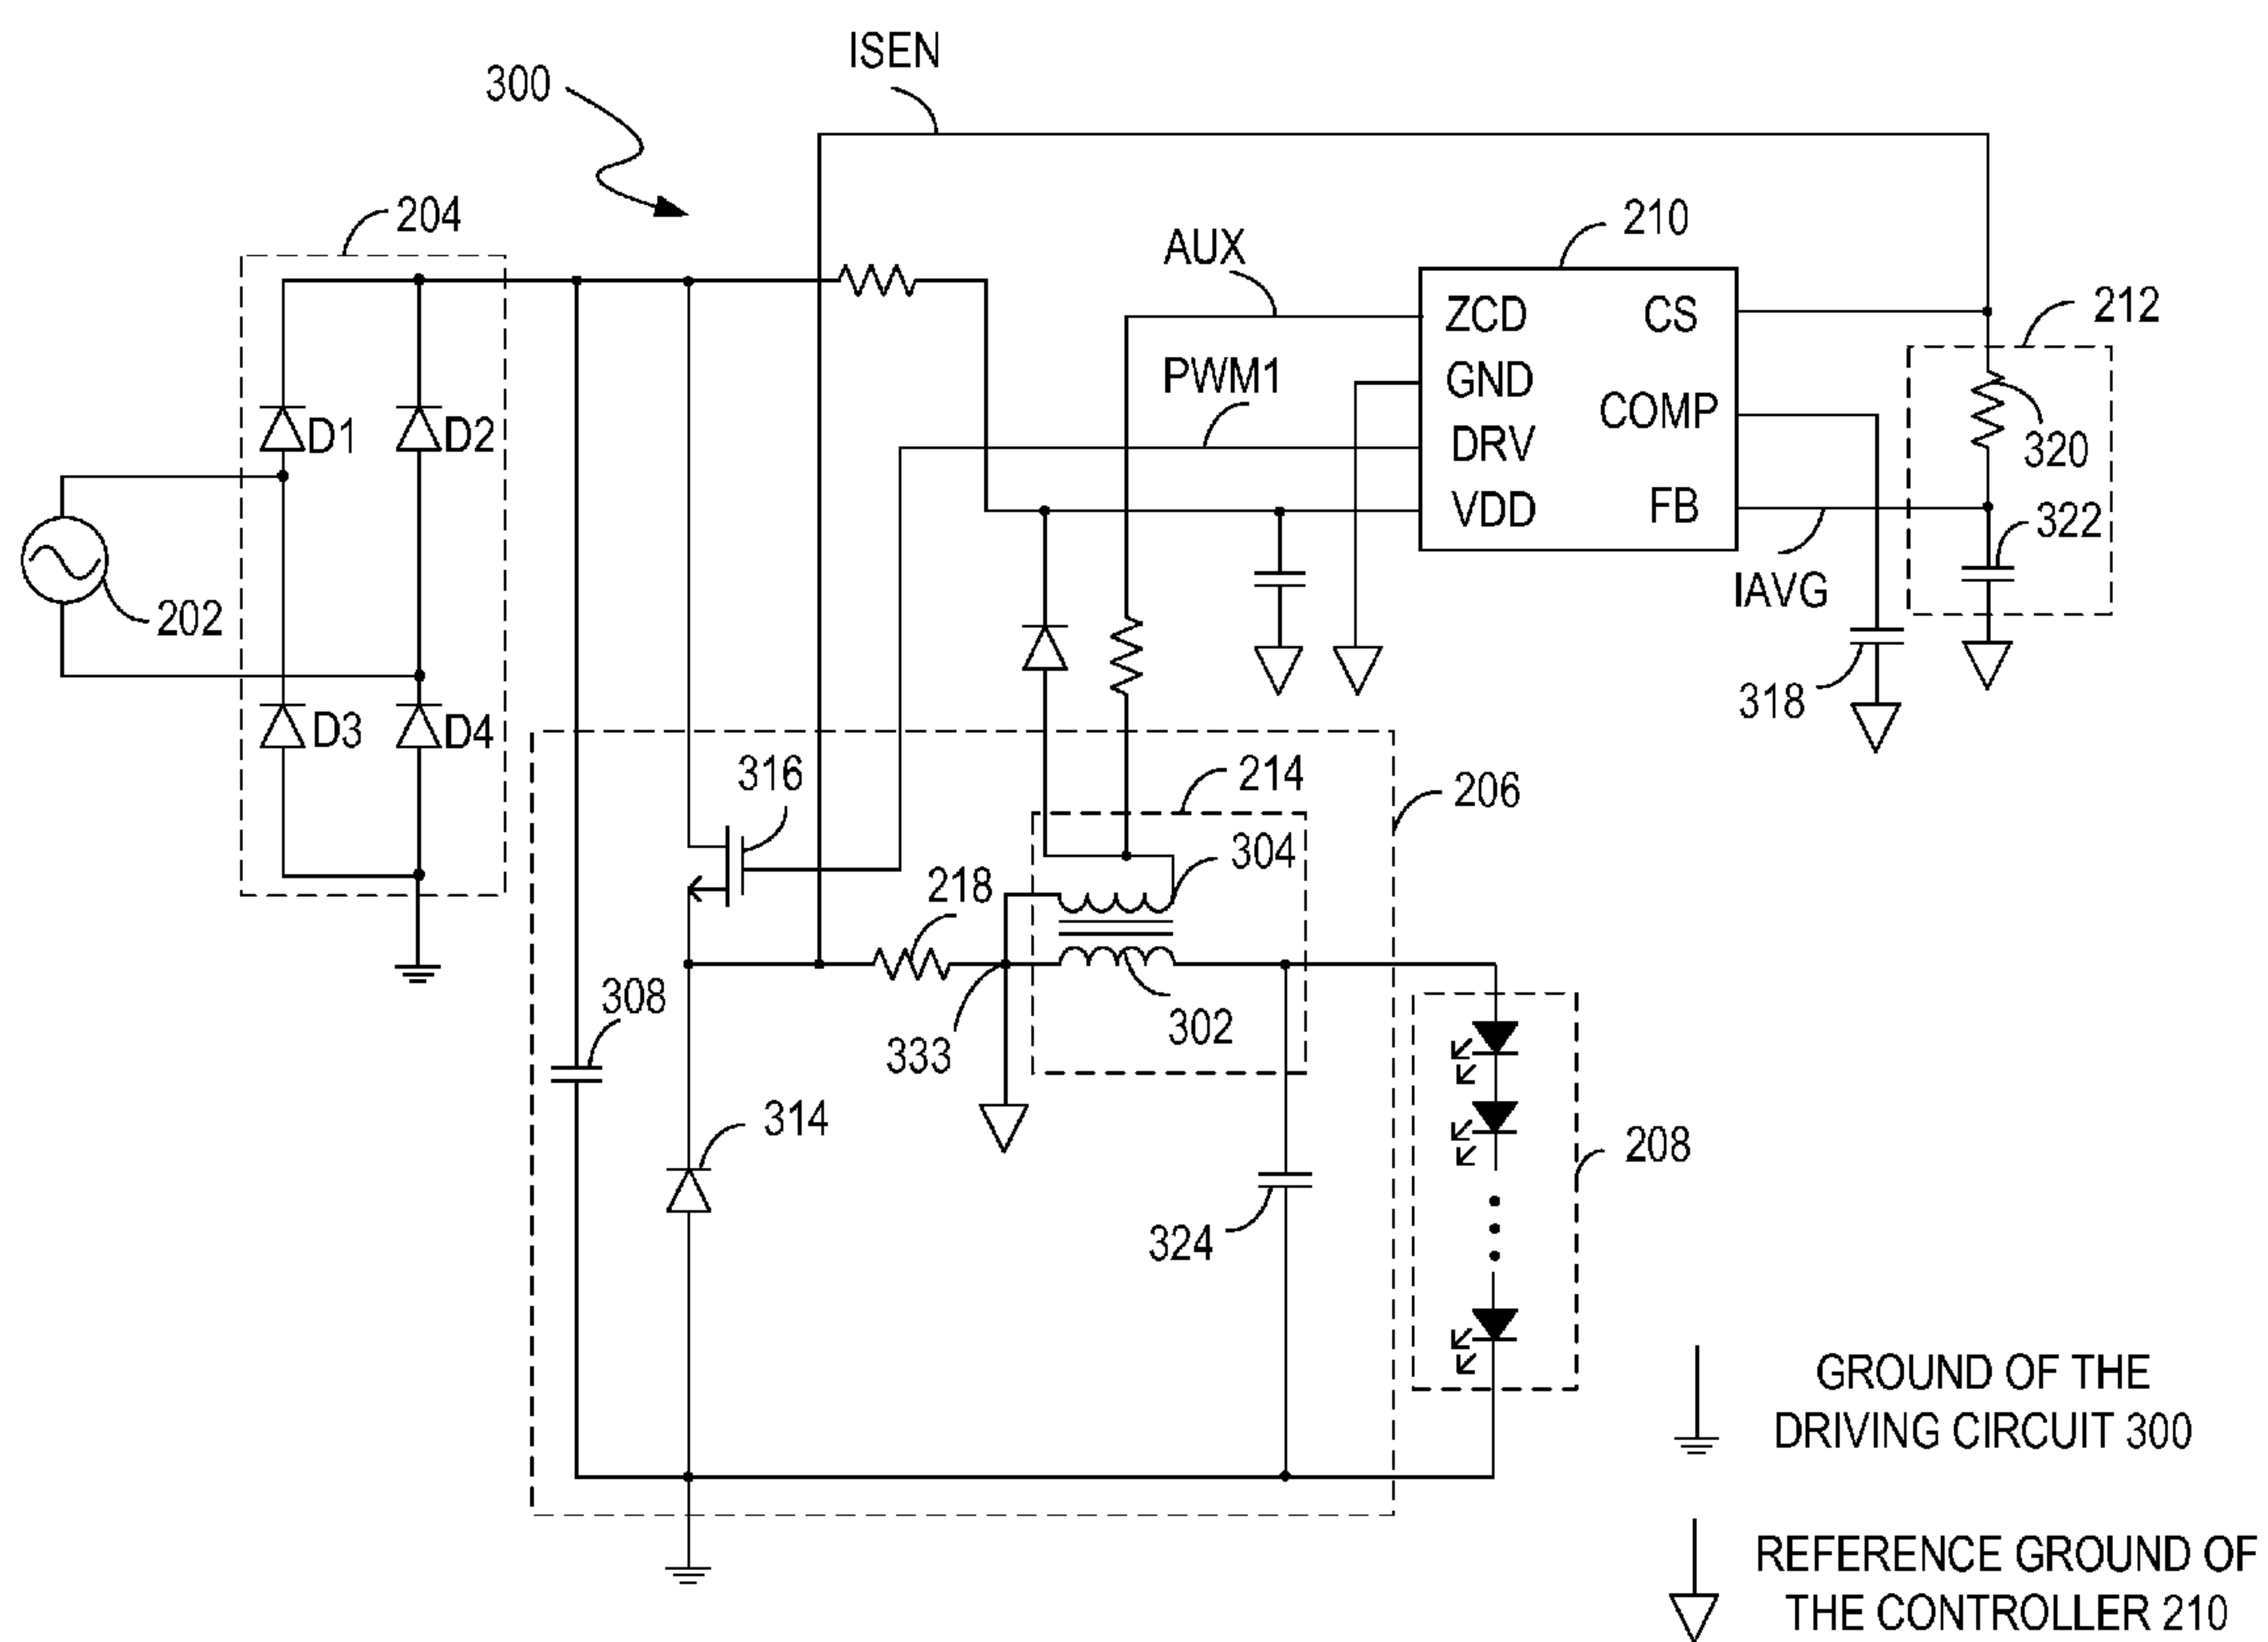 ISEN
300
204
AUX
210
212
ZCD
CS
PWM1
GND
COMP
D1
D2
DRV
320
VDD
FB
322
202
IAVG
318
D3
D4
316
214
206
304
218
308
333
302
314
208
324
GROUND OF THE
DRIVING CIRCUIT 300
REFERENCE GROUND OF
THE CONTROLLER 210